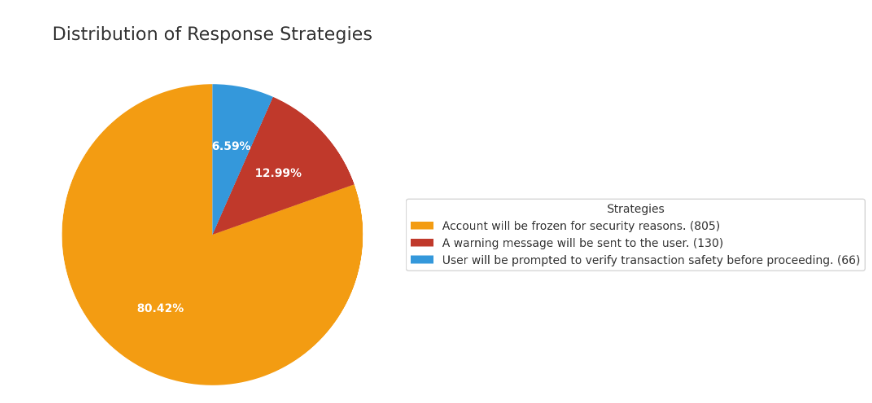 Distribution of Response Strategies
6.59%
12.99%
80.42%
Strategies
Account will be frozen for security reasons. (805)
A warning message will be sent to the user. (130)
User will be prompted to verify transaction safety before proceeding. (66)